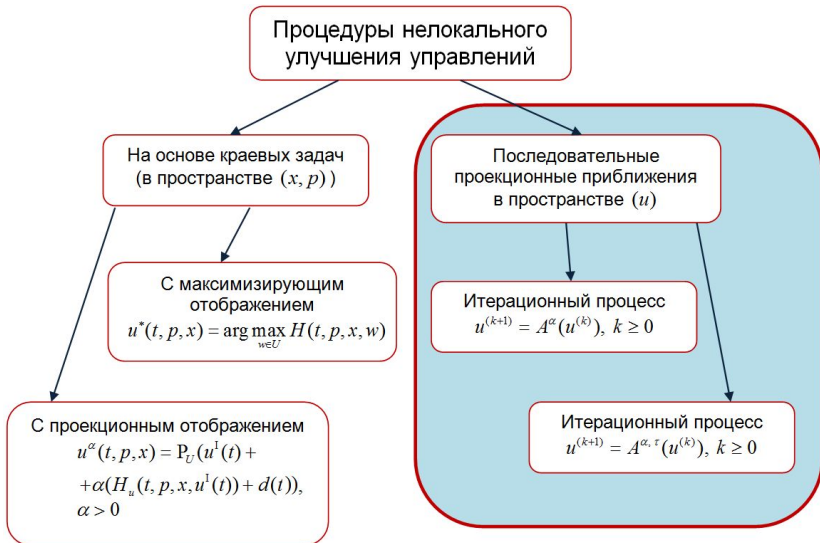 Процедуры нелокального
улучшения управлений
На основе краевых задач
(в пространстве (x, p) )
Последовательные
проекционные приближения
в пространстве (u)
С максимизирующим
отображением
u*(t, p, x) = arg max H(t, p, x, w)
w∈U
Итерационный процесс
u⁽ᵏ⁺¹⁾ = A^α(u⁽ᵏ⁾), k ≥ 0
С проекционным отображением
u^α(t, p, x) = P_U(u^I(t) +
+α(H_u(t, p, x, u^I(t)) + d(t)),
α > 0
Итерационный процесс
u⁽ᵏ⁺¹⁾ = A^{α, τ}(u⁽ᵏ⁾), k ≥ 0